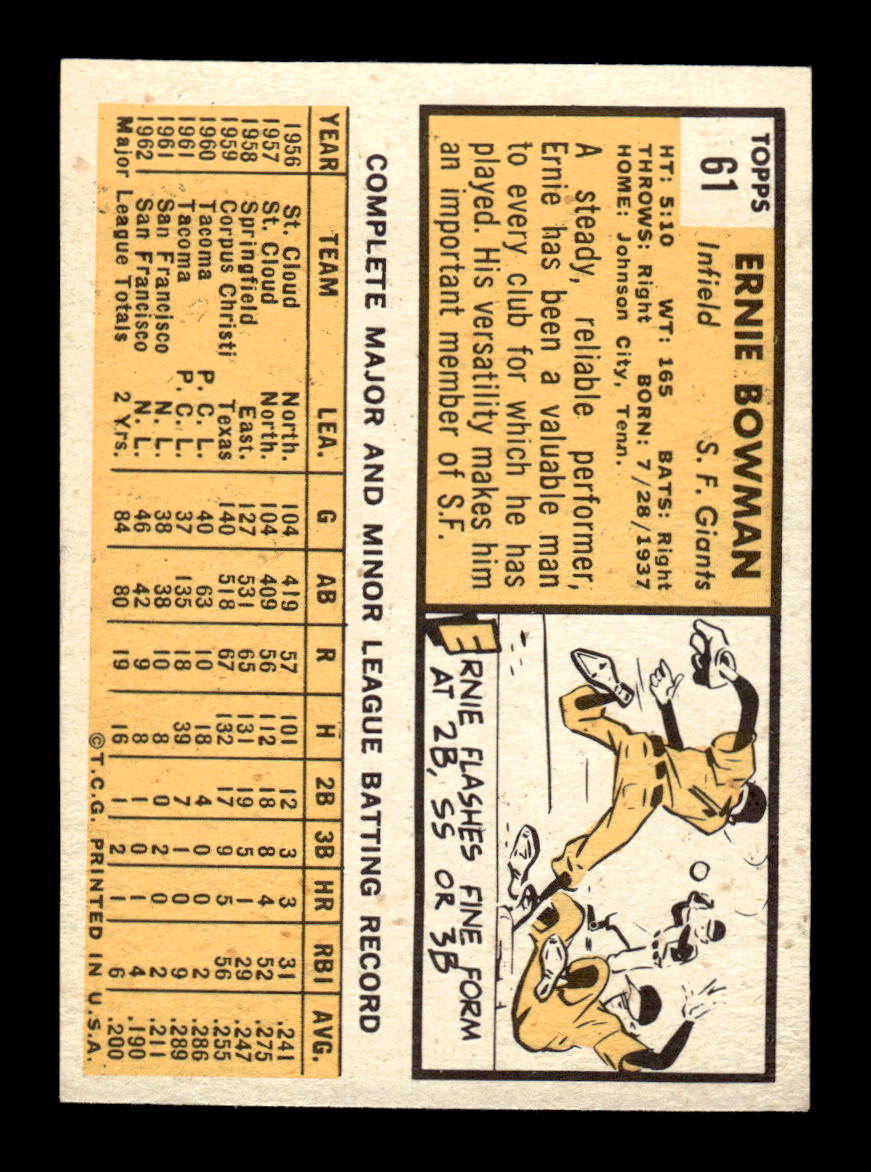 TOPPS
61
ERNIE BOWMAN
Infield S. F. Giants
HT: 5:10 WT: 165 BATS: Right
THROWS: Right BORN: 7/28/1937
HOME: Johnson City, Tenn.
A steady, reliable performer,
Ernie has been a valuable man
to every club for which he has
played. His versatility makes him
an important member of S.F.
ERNIE FLASHES FINE FORM
AT 2B, SS OR 3B
COMPLETE MAJOR AND MINOR LEAGUE BATTING RECORD
YEAR TEAM LEA. G AB R H 2B 3B HR RBI AVG.
1956 St. Cloud North. 104 419 57 101 12 3 3 31 .241
1957 St. Cloud North. 104 409 56 112 18 8 4 52 .275
1958 Springfield East. 127 531 65 131 19 5 1 29 .247
1959 Corpus Christi Texas 140 518 67 132 17 9 5 56 .255
1960 Tacoma P. C. L. 40 63 10 18 4 0 0 2 .286
1961 Tacoma P. C. L. 37 135 18 39 7 1 0 9 .289
1961 San Francisco N. L. 38 38 10 8 0 2 0 2 .211
1962 San Francisco N. L. 46 42 9 8 1 0 1 4 .190
Major League Totals 2 Yrs. 84 80 19 16 1 2 1 6 .200
©T.C.G. PRINTED IN U.S.A.